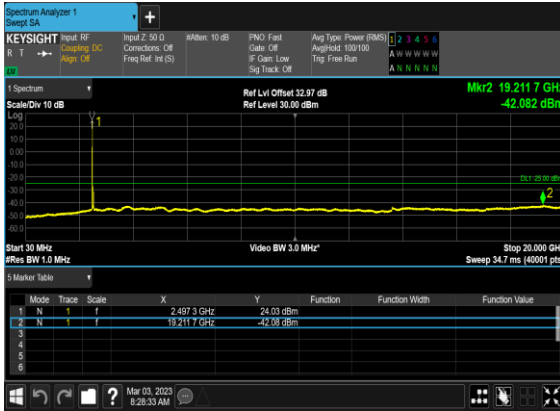 Spectrum Analyzer 1
Swept SA
+
KEYSIGHT Input: RF Input Z: 50 Ω #Atten: 10 dB PNO: Fast Avg Type: Power (RMS) 1 2 3 4 5 6
R T Coupling: DC Corrections: Off Gate: Off Avg|Hold: 100/100 A W W W W W
Align: Off Freq Ref: Int (S) IF Gain: Low Trig: Free Run
Sig Track: Off A N N N N N
1 Spectrum Ref Lvl Offset 32.97 dB Mkr2 19.211 7 GHz
Scale/Div 10 dB Ref Level 30.00 dBm -42.082 dBm
Log
20.0
10.0
0.00
-10.0
-20.0
-30.0
-40.0
-50.0
-60.0
1
DL1 -25.00 dBm
2
Start 30 MHz Video BW 3.0 MHz* Stop 20.000 GH
#Res BW 1.0 MHz Sweep 34.7 ms (40001 pts
5 Marker Table
Mode Trace Scale X Y Function Function Width Function Value
1 N 1 f 2.497 3 GHz 24.03 dBm
2 N 1 f 19.211 7 GHz -42.08 dBm
3
4
5
6
? Mar 03, 2023
8:28:33 AM